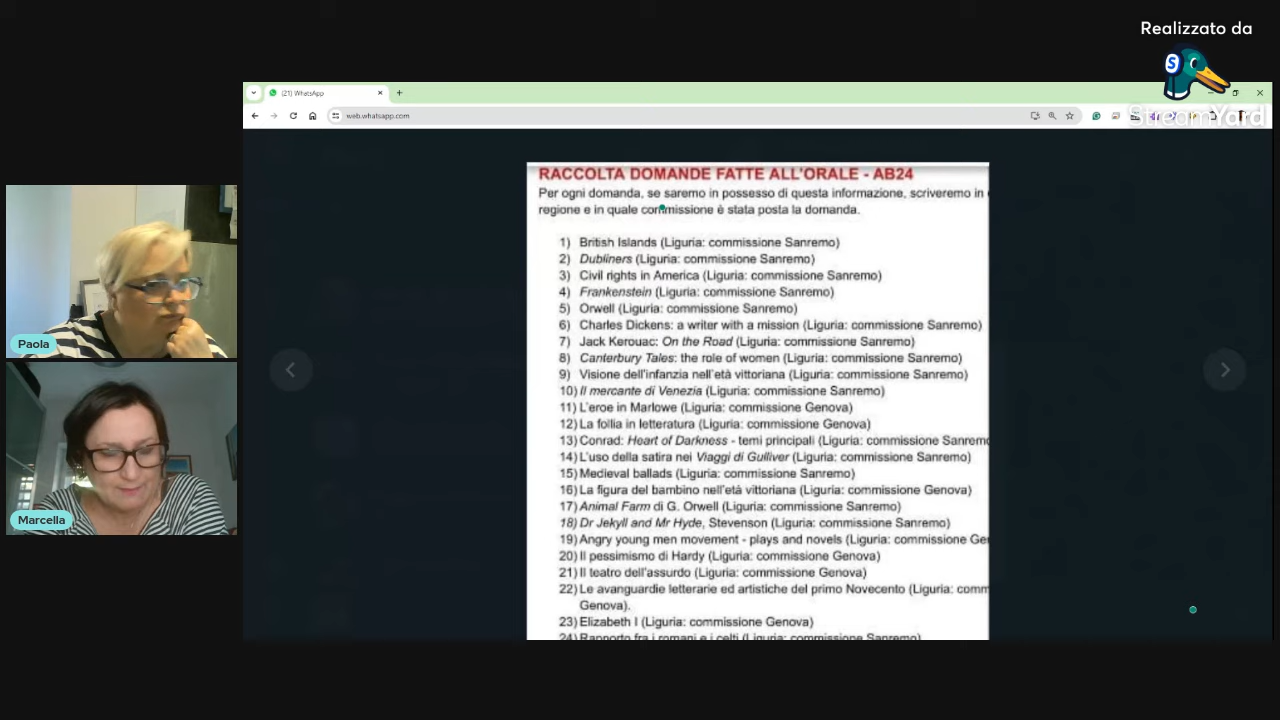 Realizzato da
S
StreamYard
(21) WhatsApp
web.whatsapp.com
RACCOLTA DOMANDE FATTE ALL'ORALE - AB24
Per ogni domanda, se saremo in possesso di questa informazione, scriveremo in
regione e in quale commissione è stata posta la domanda.
1) British Islands (Liguria: commissione Sanremo)
2) Dubliners (Liguria: commissione Sanremo)
3) Civil rights in America (Liguria: commissione Sanremo)
4) Frankenstein (Liguria: commissione Sanremo)
5) Orwell (Liguria: commissione Sanremo)
6) Charles Dickens: a writer with a mission (Liguria: commissione Sanremo)
7) Jack Kerouac: On the Road (Liguria: commissione Sanremo)
8) Canterbury Tales: the role of women (Liguria: commissione Sanremo)
9) Visione dell'infanzia nell'età vittoriana (Liguria: commissione Sanremo)
10) Il mercante di Venezia (Liguria: commissione Sanremo)
11) L'eroe in Marlowe (Liguria: commissione Genova)
12) La follia in letteratura (Liguria: commissione Genova)
13) Conrad: Heart of Darkness - temi principali (Liguria: commissione Sanremo
14) L'uso della satira nei Viaggi di Gulliver (Liguria: commissione Sanremo)
15) Medieval ballads (Liguria: commissione Sanremo)
16) La figura del bambino nell'età vittoriana (Liguria: commissione Genova)
17) Animal Farm di G. Orwell (Liguria: commissione Sanremo)
18) Dr Jekyll and Mr Hyde, Stevenson (Liguria: commissione Sanremo)
19) Angry young men movement - plays and novels (Liguria: commissione Ge
20) Il pessimismo di Hardy (Liguria: commissione Genova)
21) Il teatro dell'assurdo (Liguria: commissione Genova)
22) Le avanguardie letterarie ed artistiche del primo Novecento (Liguria: comm
Genova).
23) Elizabeth I (Liguria: commissione Genova)
24) Rapporto fra i romani e i celti (Liguria: commissione Sanremo)
Paola
Marcella